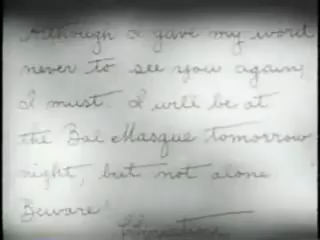 Although I gave my word
never to see you again,
I must. I will be at
the Bal Masque tomorrow
night, but not alone
Beware!
Christine